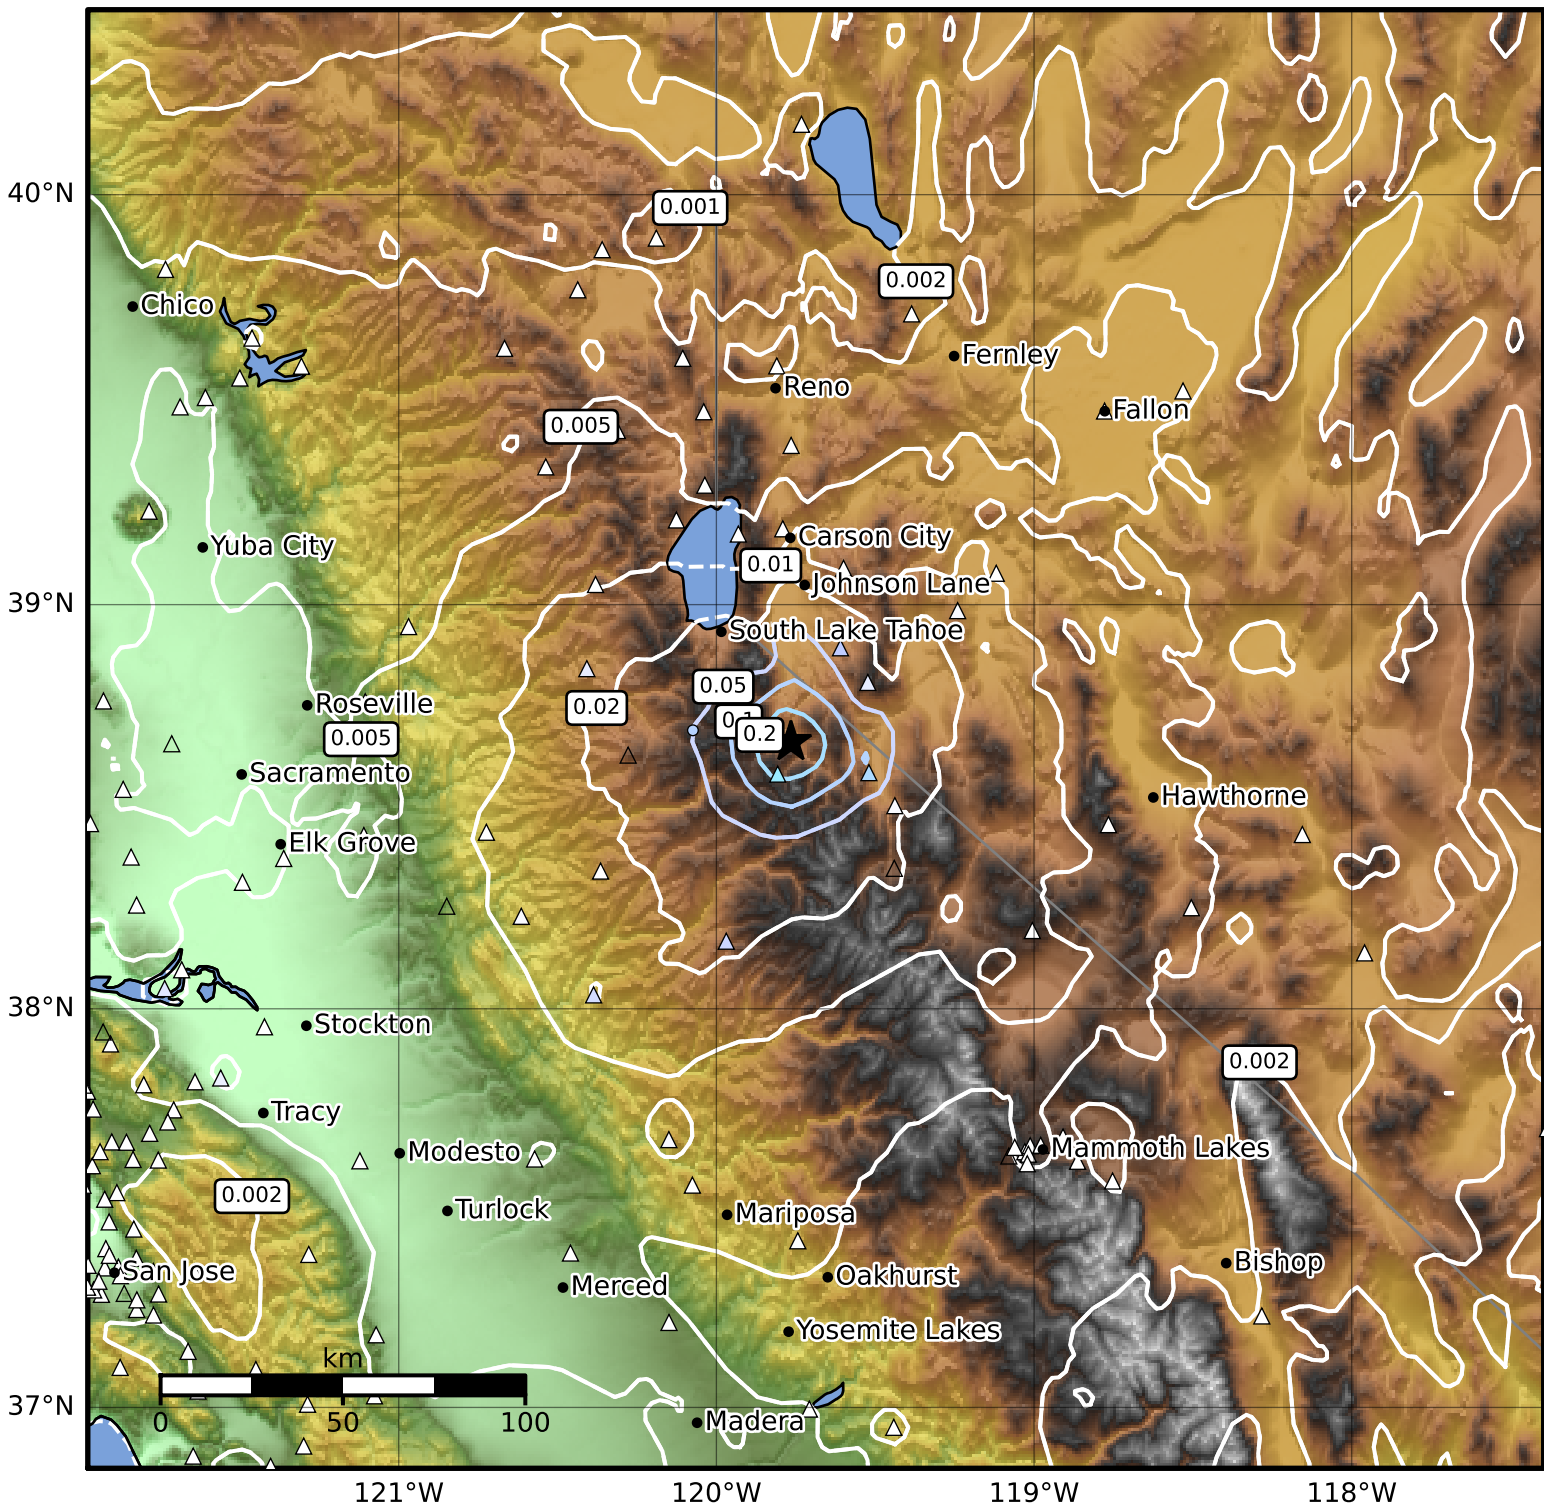 0.001
40°N
0.002
Chico
Fernley
Reno
Fallon
0.005
Carson City
Yuba City
0.01
Johnson Lane
39°N
South Lake Tahoe
0.05
Roseville
0.02
0.2
0.005
Sacramento
Hawthorne
Elk Grove
38°N
Stockton
0.002
Tracy
Modesto
Mammoth Lakes
0.002
Turlock
Mariposa
San Jose
Bishop
Oakhurst
Merced
Yosemite Lakes
km
0 50 100
37°N
Madera
121°W 120°W 119°W 118°W